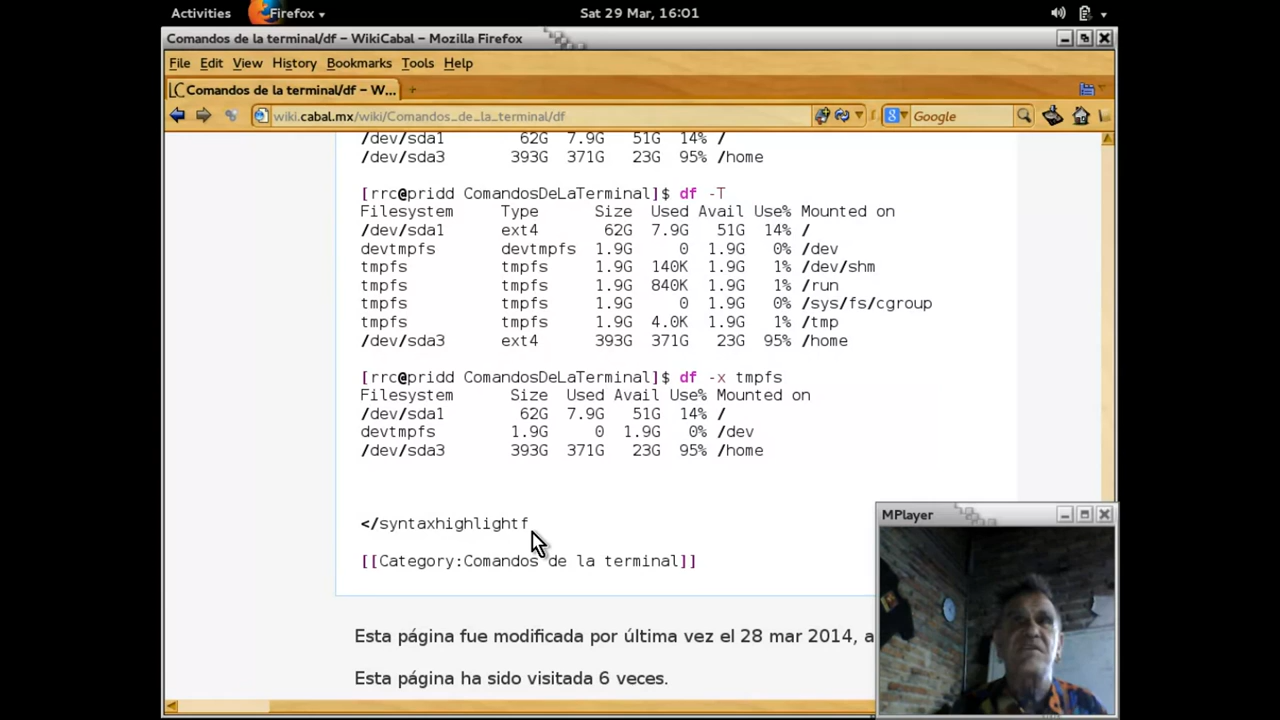 Activities Firefox Sat 29 Mar, 16:01
Comandos de la terminal/df – WikiCabal – Mozilla Firefox
File Edit View History Bookmarks Tools Help
Comandos de la terminal/df – W...
wiki.cabal.mx/wiki/Comandos_de_la_terminal/df Google
/dev/sda1 62G 7.9G 51G 14% /
/dev/sda3 393G 371G 23G 95% /home
[rrc@pridd ComandosDeLaTerminal]$ df -T
Filesystem Type Size Used Avail Use% Mounted on
/dev/sda1 ext4 62G 7.9G 51G 14% /
devtmpfs devtmpfs 1.9G 0 1.9G 0% /dev
tmpfs tmpfs 1.9G 140K 1.9G 1% /dev/shm
tmpfs tmpfs 1.9G 840K 1.9G 1% /run
tmpfs tmpfs 1.9G 0 1.9G 0% /sys/fs/cgroup
tmpfs tmpfs 1.9G 4.0K 1.9G 1% /tmp
/dev/sda3 ext4 393G 371G 23G 95% /home
[rrc@pridd ComandosDeLaTerminal]$ df -x tmpfs
Filesystem Size Used Avail Use% Mounted on
/dev/sda1 62G 7.9G 51G 14% /
devtmpfs 1.9G 0 1.9G 0% /dev
/dev/sda3 393G 371G 23G 95% /home
</syntaxhighlightf
[[Category:Comandos de la terminal]]
Esta página fue modificada por última vez el 28 mar 2014, a
Esta página ha sido visitada 6 veces.
MPlayer